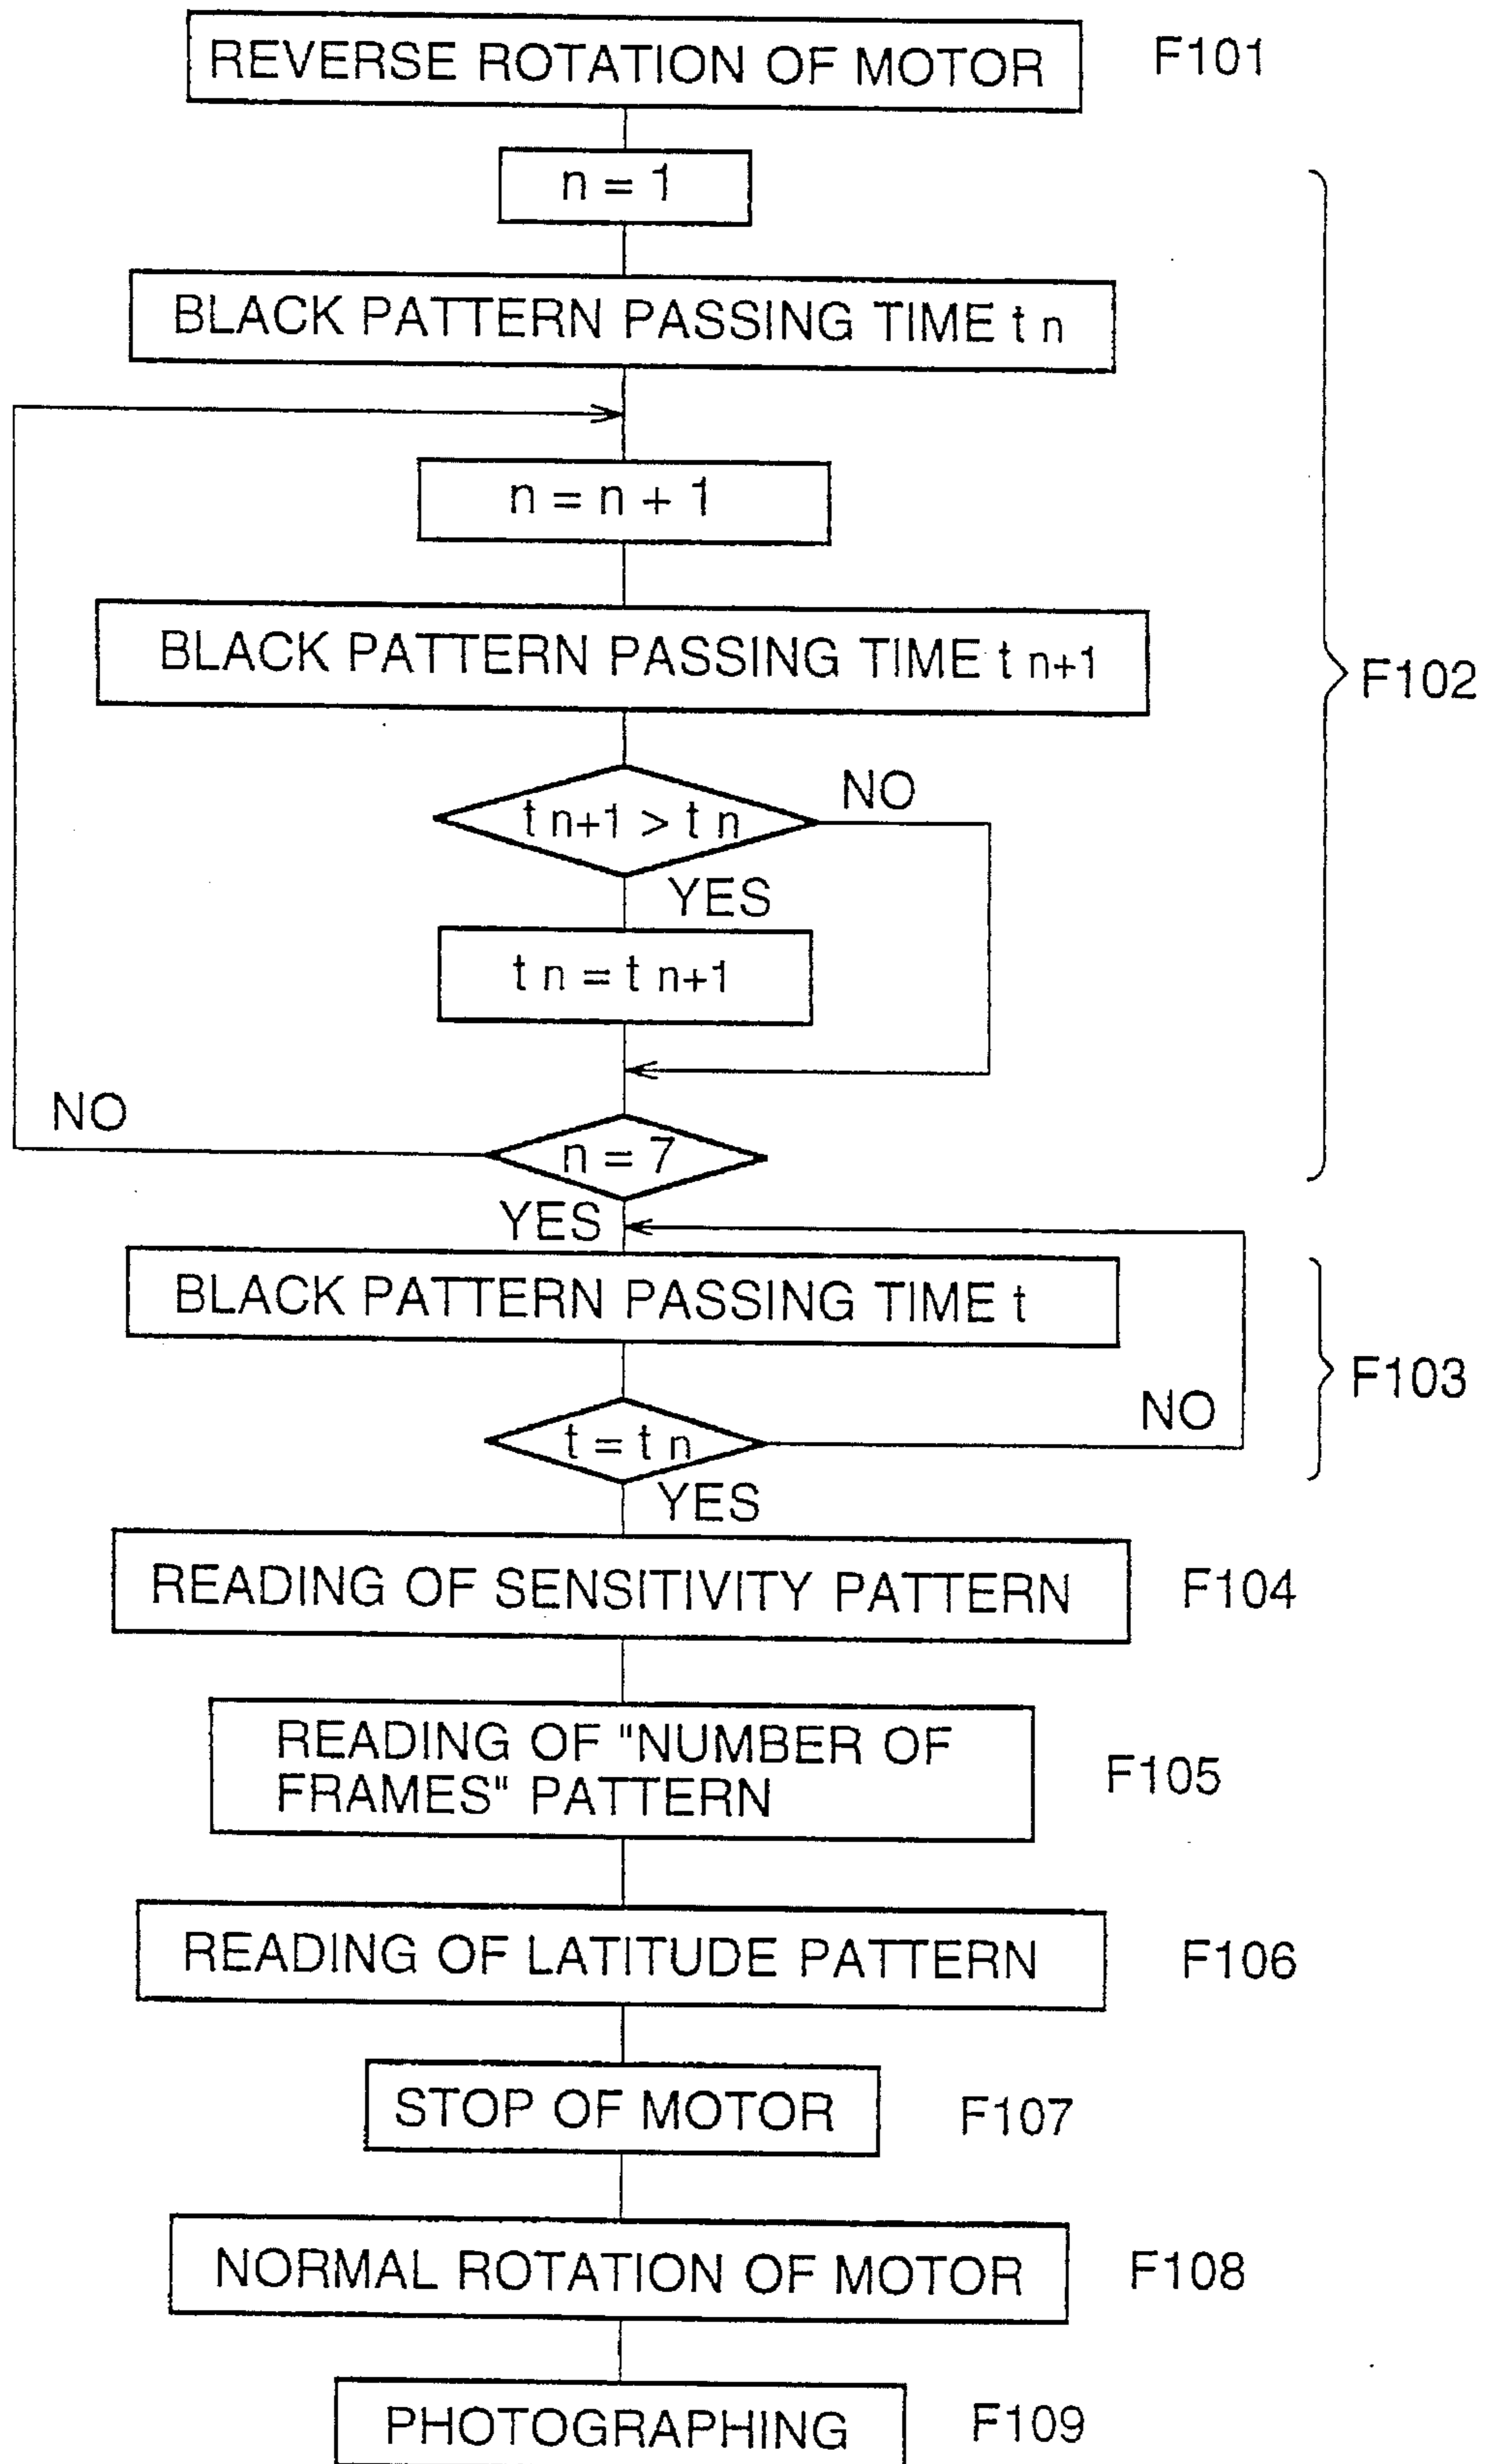 REVERSE ROTATION OF MOTOR F101
n = 1
BLACK PATTERN PASSING TIME t n
n = n + 1
BLACK PATTERN PASSING TIME t n+1
F102
t n+1 > t n
NO
YES
t n = t n+1
NO
n = 7
YES
BLACK PATTERN PASSING TIME t
F103
NO
t = t n
YES
READING OF SENSITIVITY PATTERN F104
READING OF "NUMBER OF
FRAMES" PATTERN
F105
READING OF LATITUDE PATTERN F106
STOP OF MOTOR F107
NORMAL ROTATION OF MOTOR F108
PHOTOGRAPHING F109